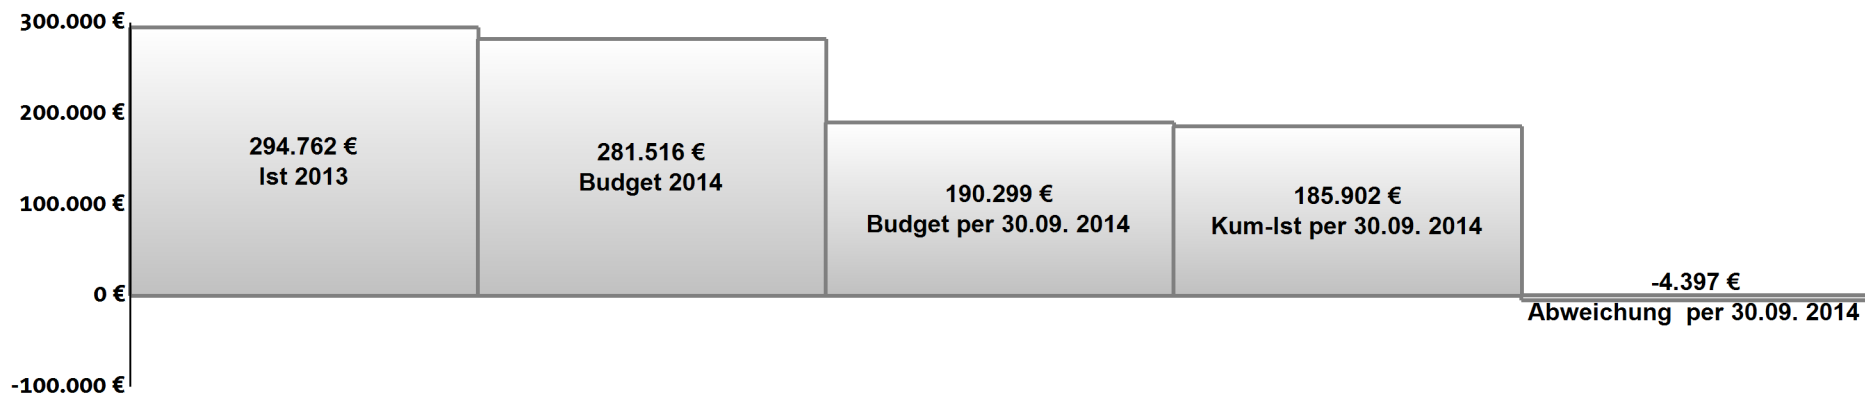 300.000 €
200.000 €
100.000 €
0 €
-100.000 €
294.762 €
Ist 2013
281.516 €
Budget 2014
190.299 €
Budget per 30.09. 2014
185.902 €
Kum-Ist per 30.09. 2014
-4.397 €
Abweichung  per 30.09. 2014